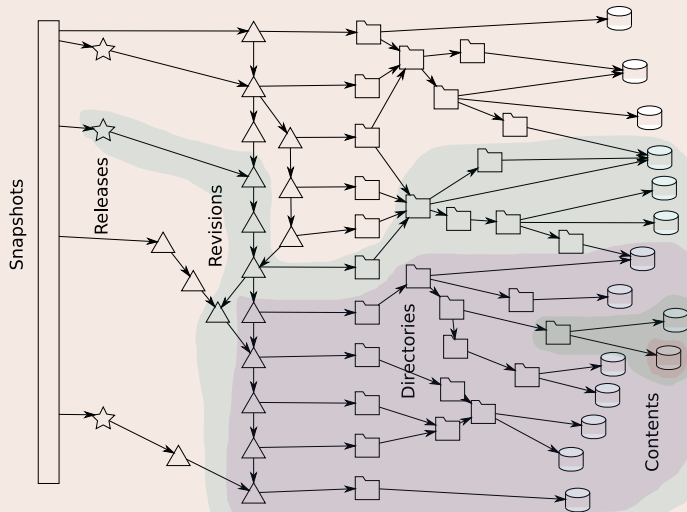 Snapshots
Releases
Revisions
Directories
Contents